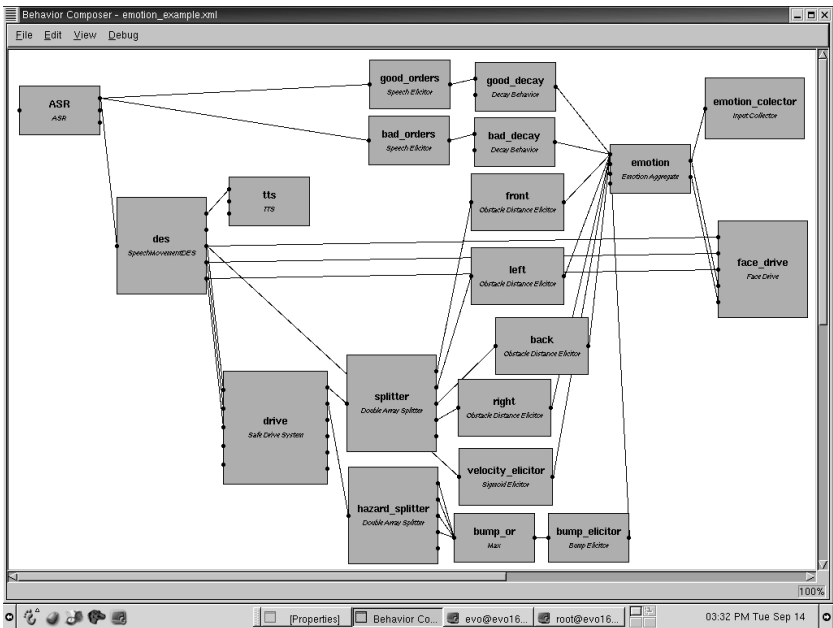 Behavior Composer - emotion_example.xml
File Edit View Debug
ASR
ASR
good_orders
Speech Elicitor
good_decay
Decay Behavior
emotion_colector
Input Collector
bad_orders
Speech Elicitor
bad_decay
Decay Behavior
emotion
Emotion Aggregate
tts
TTS
front
Obstacle Distance Elicitor
des
SpeechMovementDES
left
Obstacle Distance Elicitor
face_drive
Face Drive
back
Obstacle Distance Elicitor
splitter
Double Array Splitter
right
Obstacle Distance Elicitor
drive
Safe Drive System
velocity_elicitor
Sigmoid Elicitor
hazard_splitter
Double Array Splitter
bump_or
Max
bump_elicitor
Bump Elicitor
100%
[Properties] Behavior Co... evo@evo16... root@evo16... 03:32 PM Tue Sep 14